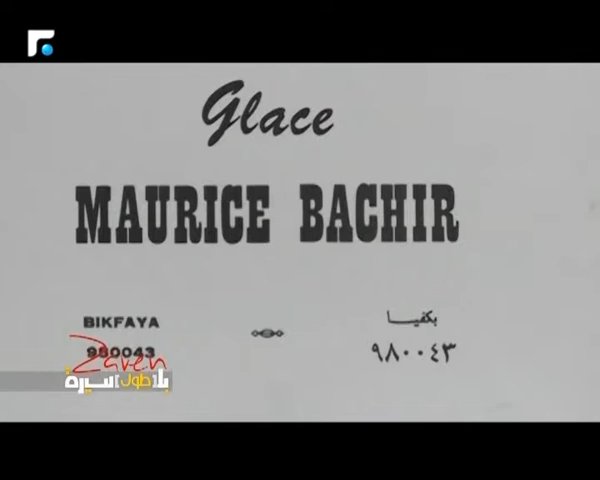 Glace
MAURICE BACHIR
BIKFAYA
بكفيا
980043
٩٨٠٠٤٣
Zaven
بلا طول سيرة